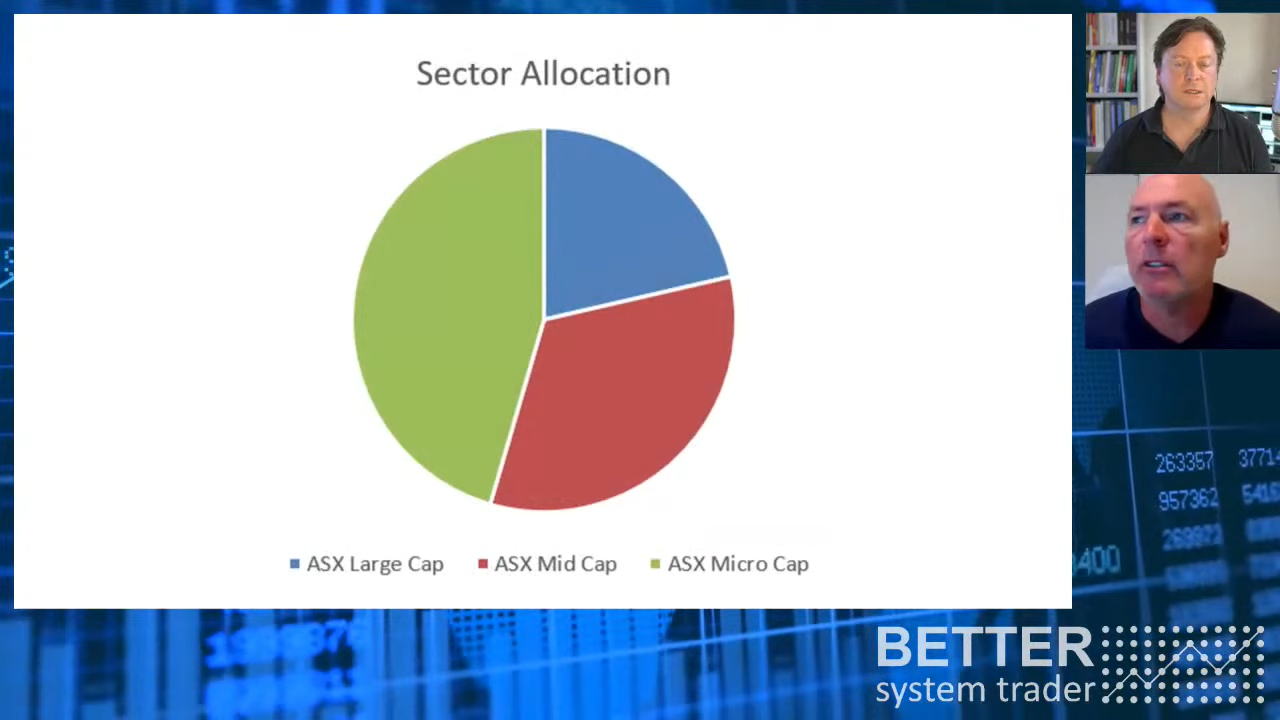 Sector Allocation
ASX Large Cap ASX Mid Cap ASX Micro Cap
263357
957362
BETTER
system trader